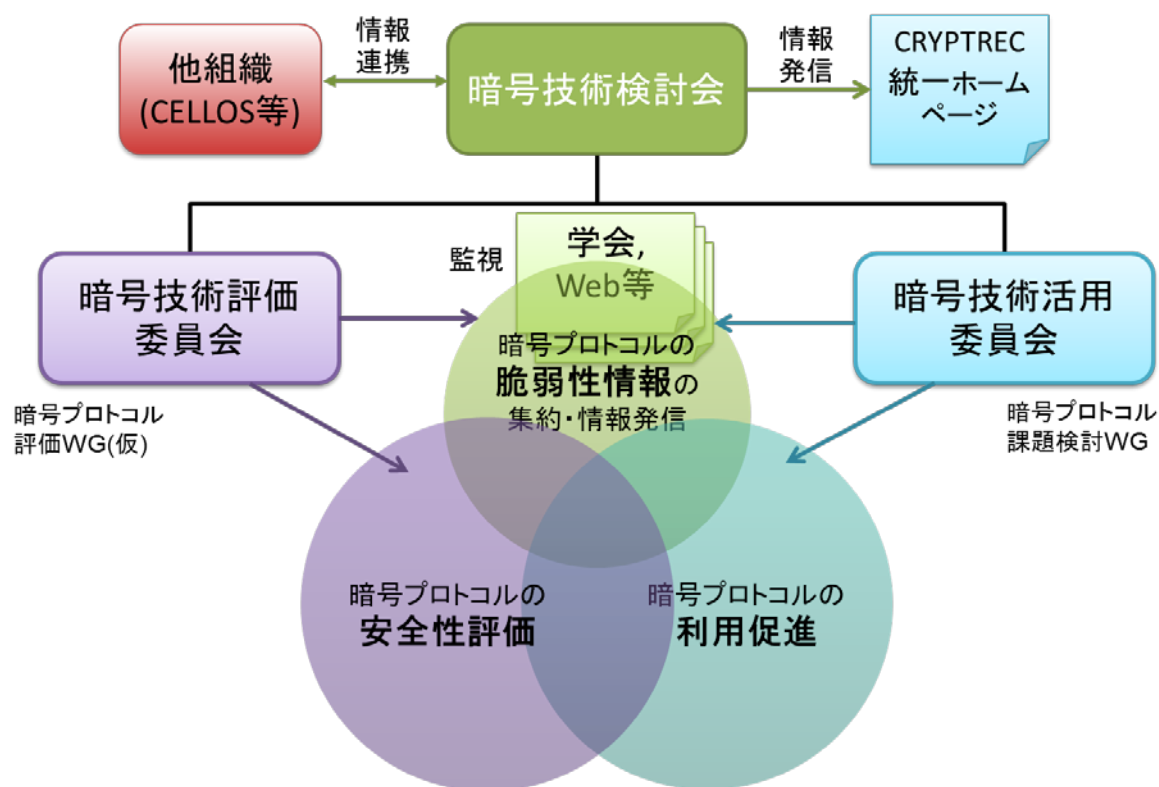 他組織
(CELLOS等)
情報
連携
暗号技術検討会
情報
発信
CRYPTREC
統一ホーム
ページ
暗号技術評価
委員会
監視
学会,
Web等
暗号技術活用
委員会
暗号プロトコルの
脆弱性情報の
集約・情報発信
暗号プロトコル
評価WG(仮)
暗号プロトコル
課題検討WG
暗号プロトコルの
安全性評価
暗号プロトコルの
利用促進